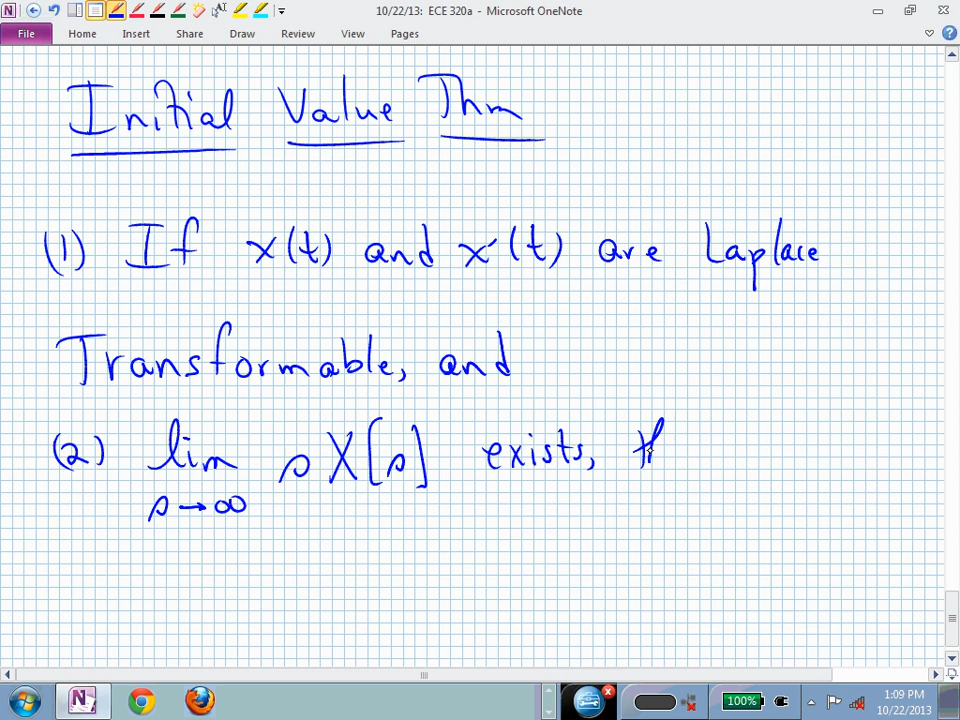 10/22/13: ECE 320a - Microsoft OneNote
File Home Insert Share Draw Review View Pages
Initial Value Thm
(1) If x(t) and x'(t) are Laplace
Transformable, and
(2) lim s X[s] exists, th
s→∞
100%
1:09 PM
10/22/2013